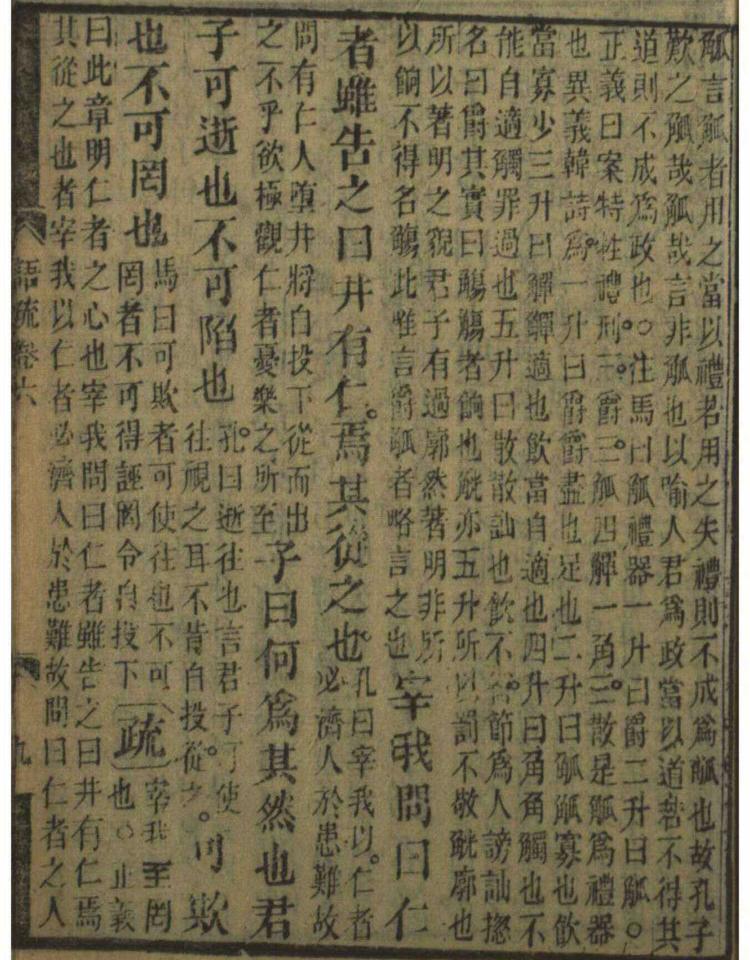 觚言觚者用之當以禮若用之失禮則不成爲觚也故孔子
歎之觚哉觚哉言非觚也以喻人君爲政當以道若不得其
道則不成爲政也○注馬曰觚禮器一升曰爵二升曰觚○
正義曰案特牲禮用二爵三觚四觶一角三散是觚爲禮器
也異義韓詩爲一升曰爵爵盡也足也二升曰觚觚寡也飲
當寡少三升曰觶觶適也飲當自適也四升曰角角觸也不
能自適觸罪過也五升曰散散訕也飲不節爲人謗訕摠
名曰爵其實曰觴觴者餉也觥亦五升所以罰不敬觥廓也
所以著明之貌君子有過廓然著明非所
以餉不得名觴此唯言爵觚者略言之也宰我問曰仁
者雖告之曰井有仁焉其從之也孔曰宰我以仁者
必濟人於患難故
問有仁人墮井將自投下從而出
之不乎欲極觀仁者憂樂之所至子曰何爲其然也君
子可逝也不可陷也孔曰逝往也言君子可使
往視之耳不肯自投從之可欺
也不可罔也馬曰可欺者可使往也不可
罔者不可得誣罔令自投下疏宰我至罔
也○正義
曰此章明仁者之心也宰我問曰仁者雖告之曰井有仁焉
其從之也者宰我以仁者必濟人於患難故問曰仁者之人
語疏卷六
九